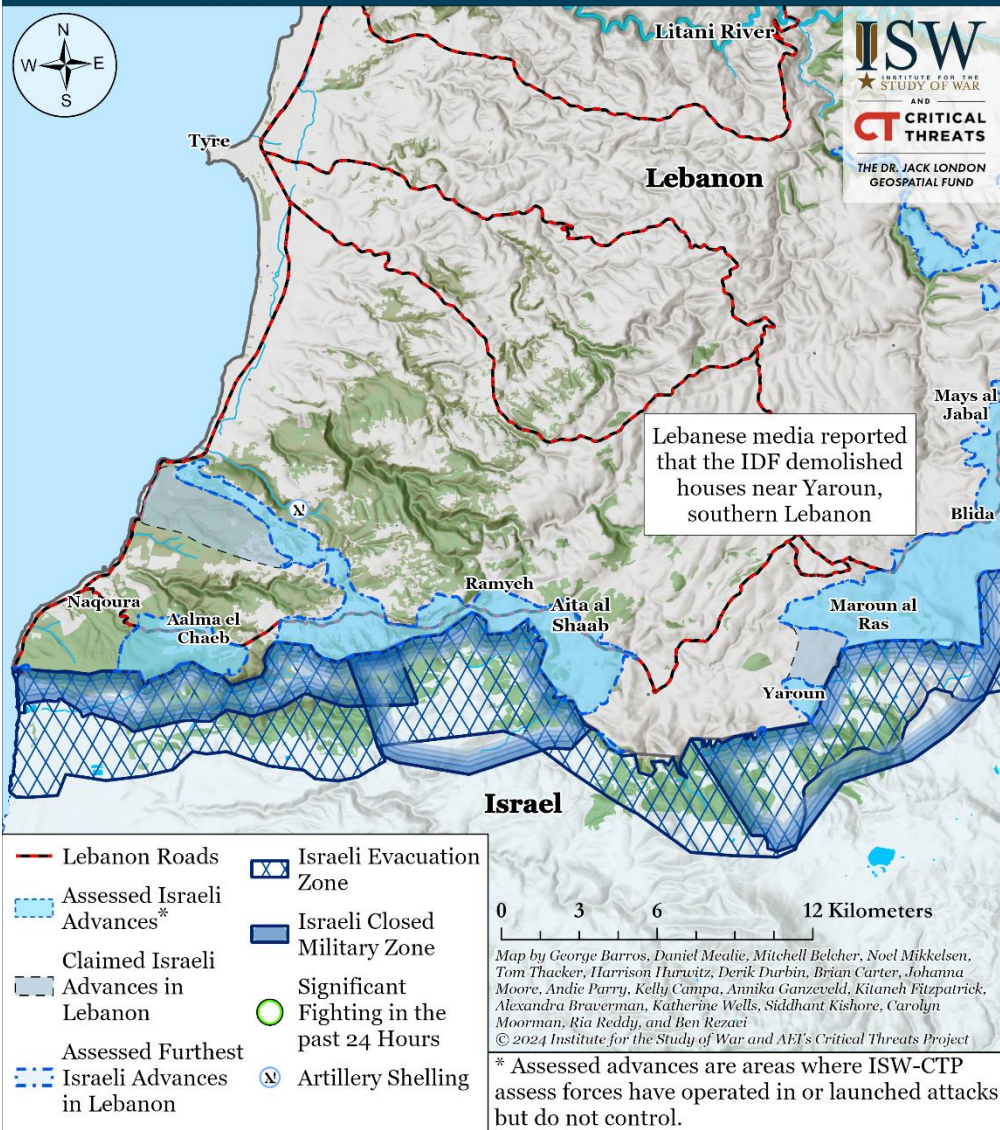 N
W
E
S
Litani River
ISW
INSTITUTE FOR THE
STUDY OF WAR
AND
CT CRITICAL
THREATS
THE DR. JACK LONDON
GEOSPATIAL FUND
Tyre
Lebanon
Mays al
Jabal
Lebanese media reported
that the IDF demolished
houses near Yaroun,
southern Lebanon
Blida
Naqoura
Aalma el
Chaeb
Ramych
Aita al
Shaab
Maroun al
Ras
Yaroun
Israel
Lebanon Roads
Assessed Israeli
Advances*
Claimed Israeli
Advances in
Lebanon
Assessed Furthest
Israeli Advances
in Lebanon
Israeli Evacuation
Zone
Israeli Closed
Military Zone
Significant
Fighting in the
past 24 Hours
Artillery Shelling
0 3 6 12 Kilometers
Map by George Barros, Daniel Mealie, Mitchell Belcher, Noel Mikkelsen,
Tom Thacker, Harrison Hurwitz, Derik Durbin, Brian Carter, Johanna
Moore, Andie Parry, Kelly Campa, Annika Ganzeveld, Kitaneh Fitzpatrick,
Alexandra Braverman, Katherine Wells, Siddhant Kishore, Carolyn
Moorman, Ria Reddy, and Ben Rezaei
© 2024 Institute for the Study of War and AEI's Critical Threats Project
* Assessed advances are areas where ISW-CTP
assess forces have operated in or launched attacks
but do not control.